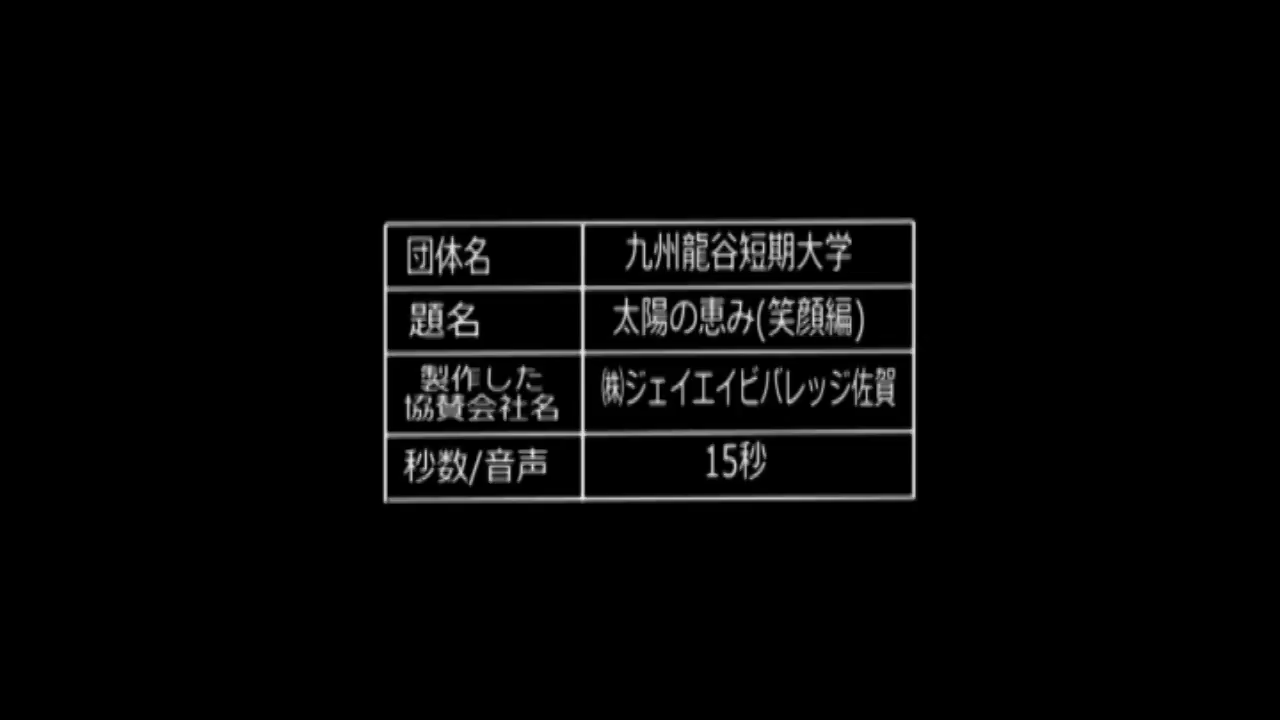 団体名 九州龍谷短期大学
題名 太陽の恵み(笑顔編)
製作した
協賛会社名 ㈱ジェイエイビバレッジ佐賀
秒数/音声 15秒